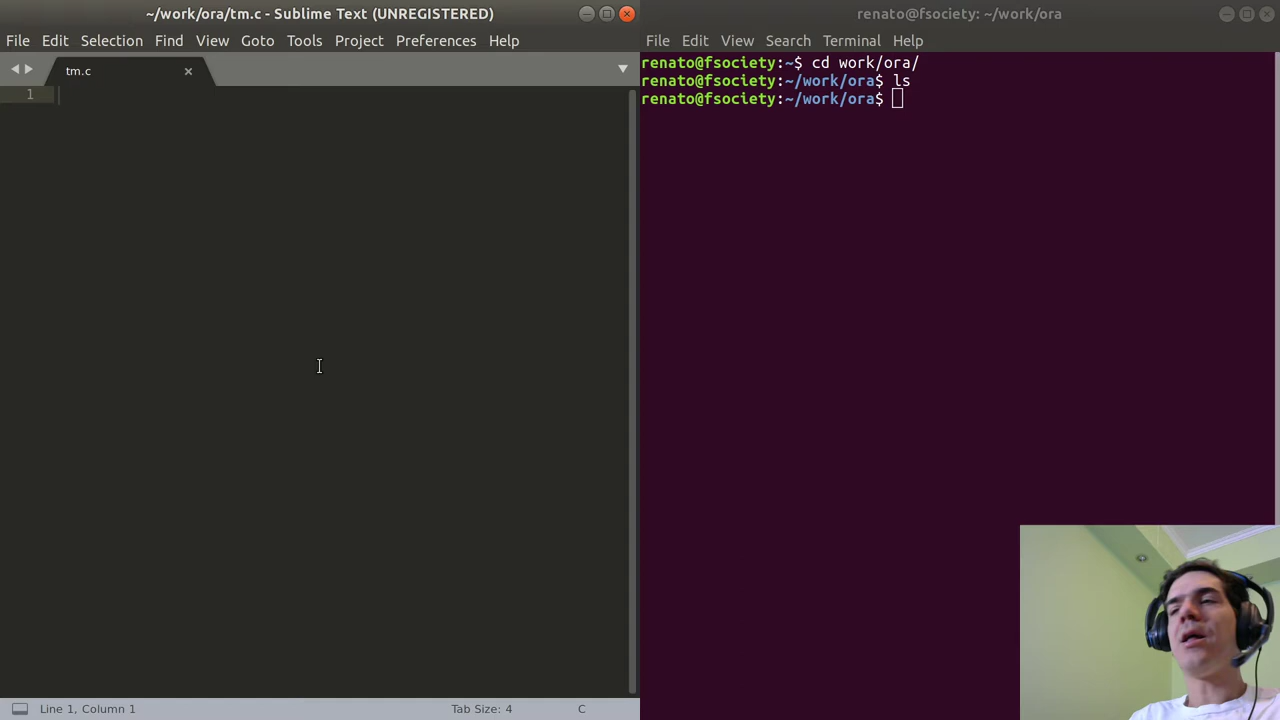 ~/work/ora/tm.c - Sublime Text (UNREGISTERED)
File Edit Selection Find View Goto Tools Project Preferences Help
tm.c
1
Line 1, Column 1
Tab Size: 4
C
renato@fsociety: ~/work/ora
File Edit View Search Terminal Help
renato@fsociety:~$ cd work/ora/
renato@fsociety:~/work/ora$ ls
renato@fsociety:~/work/ora$